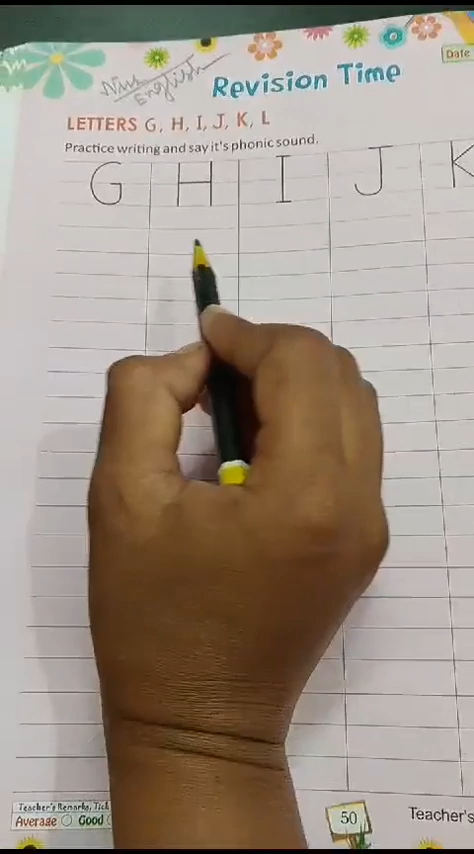 Date
English
Revision Time
LETTERS G, H, I, J, K, L
Practice writing and say it's phonic sound.
G H I J K
Teacher's Remarks, Tick
Average Good
50
Teacher's